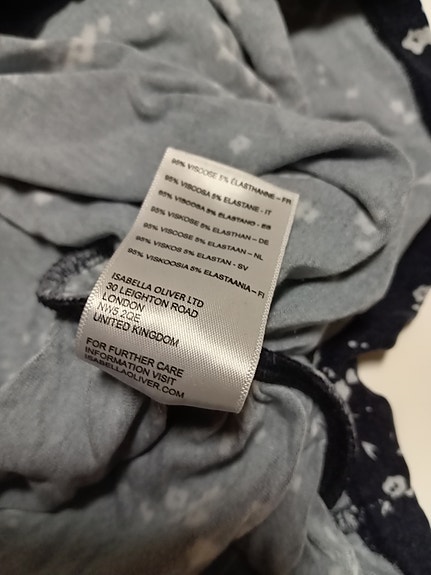 95% VISCOSE 5% ÉLASTHANNE – FR
95% VISCOSA 5% ELASTANE - IT
95% VISCOSA 5% ELASTANO - ES
95% VISKOSE 5% ELASTHAN – DE
95% VISCOSE 5% ELASTAAN – NL
95% VISKOS 5% ELASTAN - SV
95% VISKOOSIA 5% ELASTAANIA – FI
ISABELLA OLIVER LTD
30 LEIGHTON ROAD
LONDON
NW5 2QE
UNITED KINGDOM
FOR FURTHER CARE
INFORMATION VISIT
ISABELLAOLIVER.COM